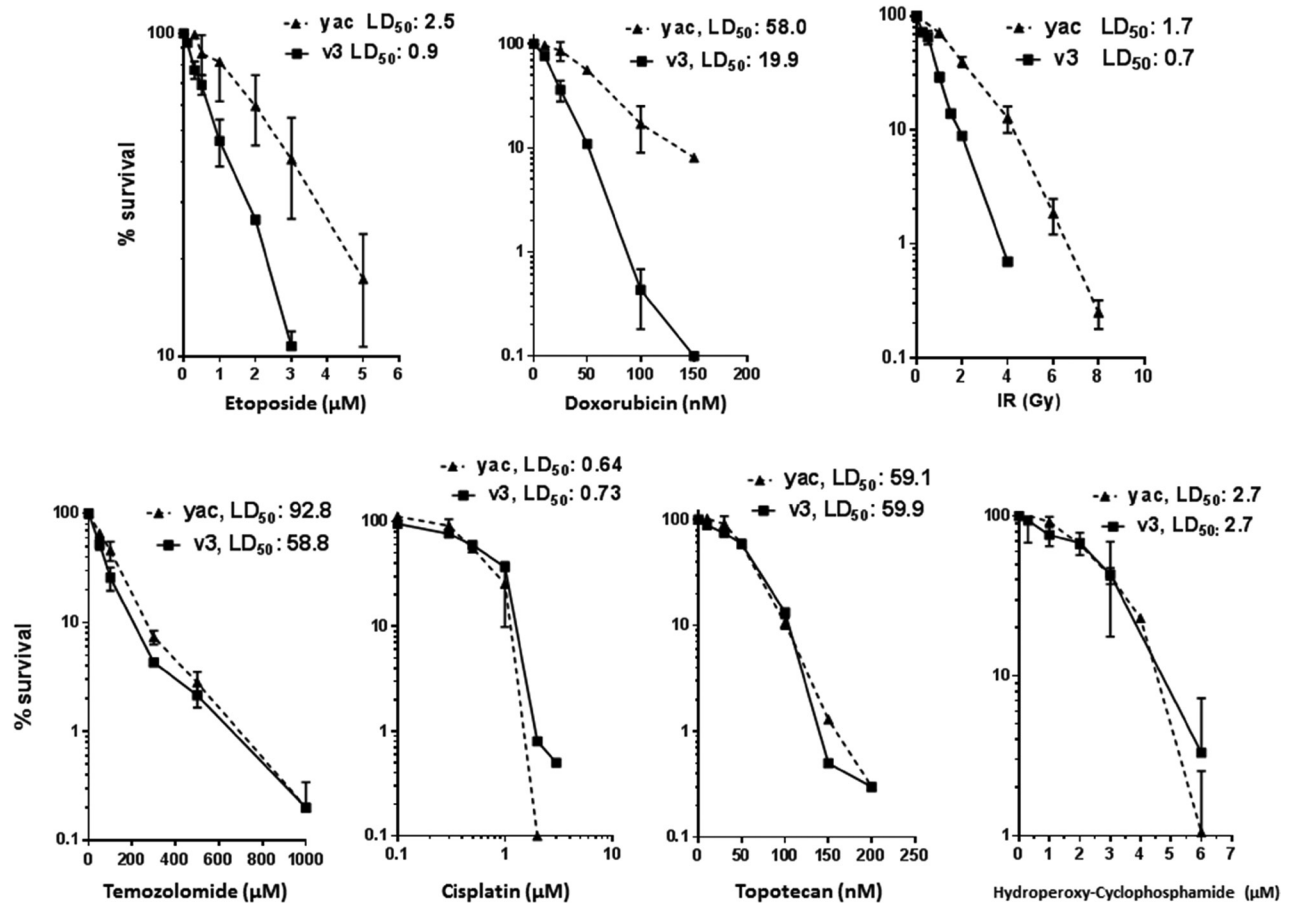 yac LD50: 2.5
v3 LD50: 0.9
% survival
100
10
0 1 2 3 4 5 6
Etoposide (µM)
yac, LD50: 58.0
v3, LD50: 19.9
100
10
1
0.1
0 50 100 150 200
Doxorubicin (nM)
yac LD50: 1.7
v3 LD50: 0.7
100
10
1
0.1
0 2 4 6 8 10
IR (Gy)
yac, LD50: 92.8
v3, LD50: 58.8
% survival
100
10
1
0.1
0 200 400 600 800 1000
Temozolomide (µM)
yac, LD50: 0.64
v3, LD50: 0.73
100
10
1
0.1
0.1 1 10
Cisplatin (µM)
yac, LD50: 59.1
v3, LD50: 59.9
100
10
1
0.1
0 50 100 150 200 250
Topotecan (nM)
yac, LD50: 2.7
v3, LD50: 2.7
100
10
1
0 1 2 3 4 5 6 7
Hydroperoxy-Cyclophosphamide (µM)